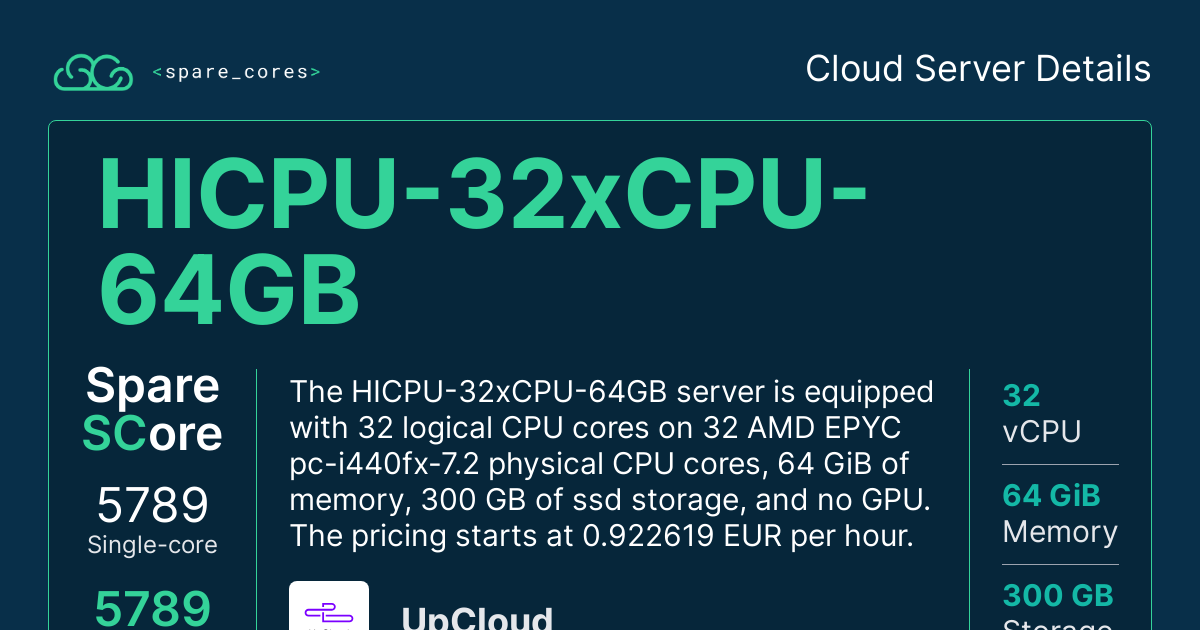 <spare_cores>
Cloud Server Details
HICPU-32xCPU-
64GB
Spare
SCore
5789
Single-core
5789
The HICPU-32xCPU-64GB server is equipped
with 32 logical CPU cores on 32 AMD EPYC
pc-i440fx-7.2 physical CPU cores, 64 GiB of
memory, 300 GB of ssd storage, and no GPU.
The pricing starts at 0.922619 EUR per hour.
UpCloud
32
vCPU
64 GiB
Memory
300 GB
Storage